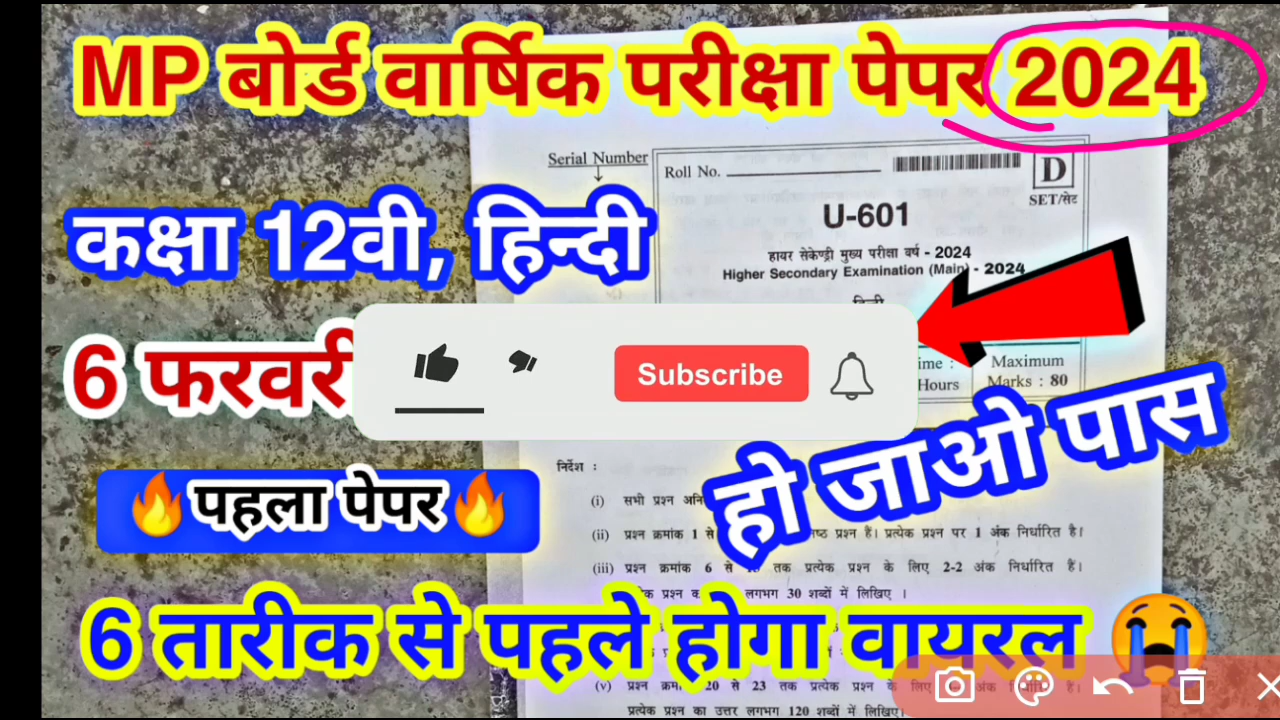 MP बोर्ड वार्षिक परीक्षा पेपर 2024
Serial Number
Roll No.
D
SET/सेट
U-601
कक्षा 12वी, हिन्दी
हायर सेकेण्ड्री मुख्य परीक्षा वर्ष - 2024
Higher Secondary Examination (Main) - 2024
हिन्दी
6 फरवरी
Subscribe
Hours
Maximum
Marks : 80
हो जाओ पास
निर्देश :
🔥पहला पेपर🔥
(i) सभी प्रश्न
(ii) प्रश्न क्रमांक 1 से प्रश्न हैं। प्रत्येक प्रश्न पर 1 अंक निर्धारित है।
(iii) प्रश्न क्रमांक 6 से तक प्रत्येक प्रश्न के लिए 2-2 अंक निर्धारित हैं।
प्रश्न लगभग 30 शब्दों में लिखिए ।
6 तारीक से पहले होगा वायरल 😭
(v) प्रश्न 20 से 23 तक प्रत्येक प्रश्न के लिए अंक
प्रत्येक प्रश्न का उत्तर लगभग 120 शब्दों में लिखिए।